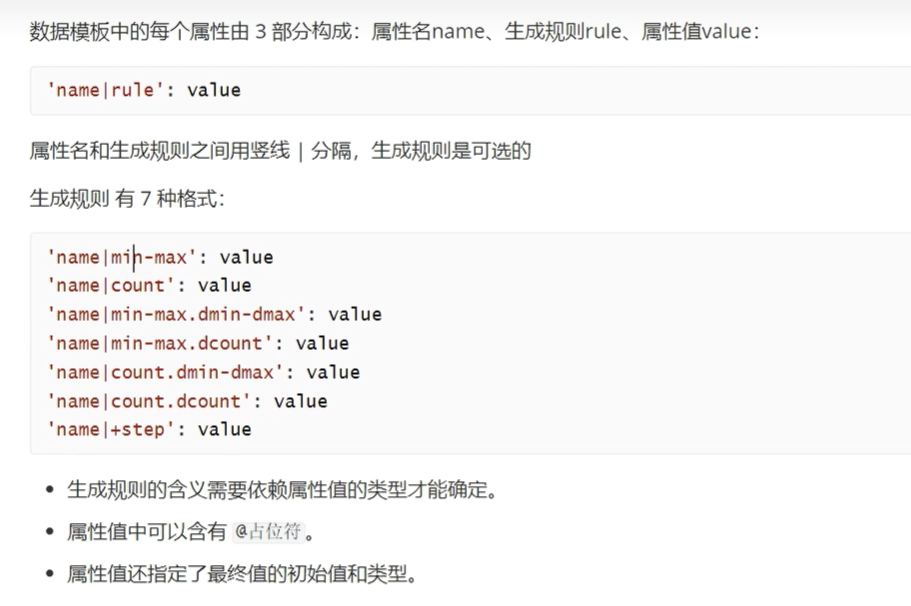 数据模板中的每个属性由 3 部分构成：属性名name、生成规则rule、属性值value：
'name|rule': value
属性名和生成规则之间用竖线 | 分隔，生成规则是可选的
生成规则 有 7 种格式：
'name|min-max': value
'name|count': value
'name|min-max.dmin-dmax': value
'name|min-max.dcount': value
'name|count.dmin-dmax': value
'name|count.dcount': value
'name|+step': value
• 生成规则的含义需要依赖属性值的类型才能确定。
• 属性值中可以含有 @占位符 。
• 属性值还指定了最终值的初始值和类型。